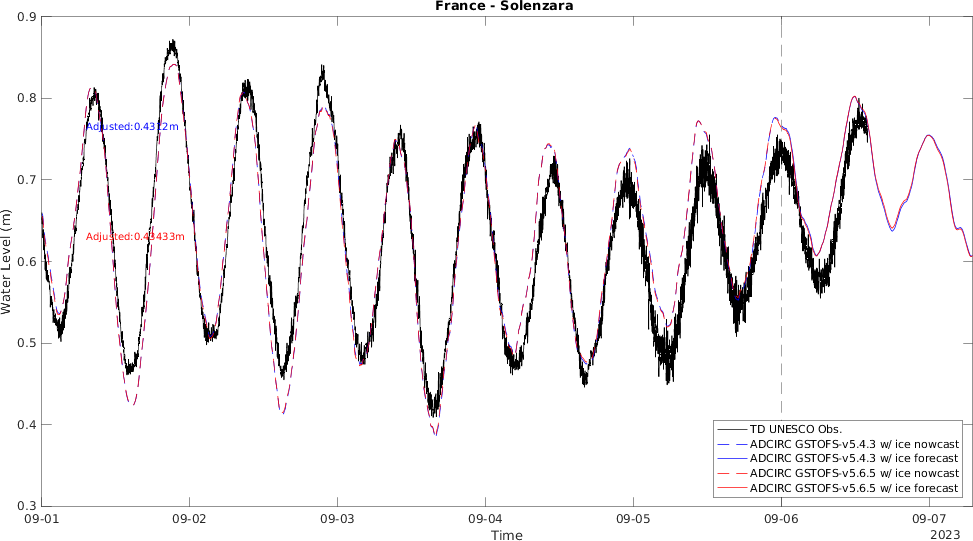 France - Solenzara
0.9
0.8
0.7
0.6
0.5
0.4
0.3
Water Level (m)
Adjusted:0.4312m
Adjusted:0.43433m
TD UNESCO Obs.
ADCIRC GSTOFS-v5.4.3 w/ ice nowcast
ADCIRC GSTOFS-v5.4.3 w/ ice forecast
ADCIRC GSTOFS-v5.6.5 w/ ice nowcast
ADCIRC GSTOFS-v5.6.5 w/ ice forecast
09-01 09-02 09-03 09-04 09-05 09-06 09-07
Time
2023